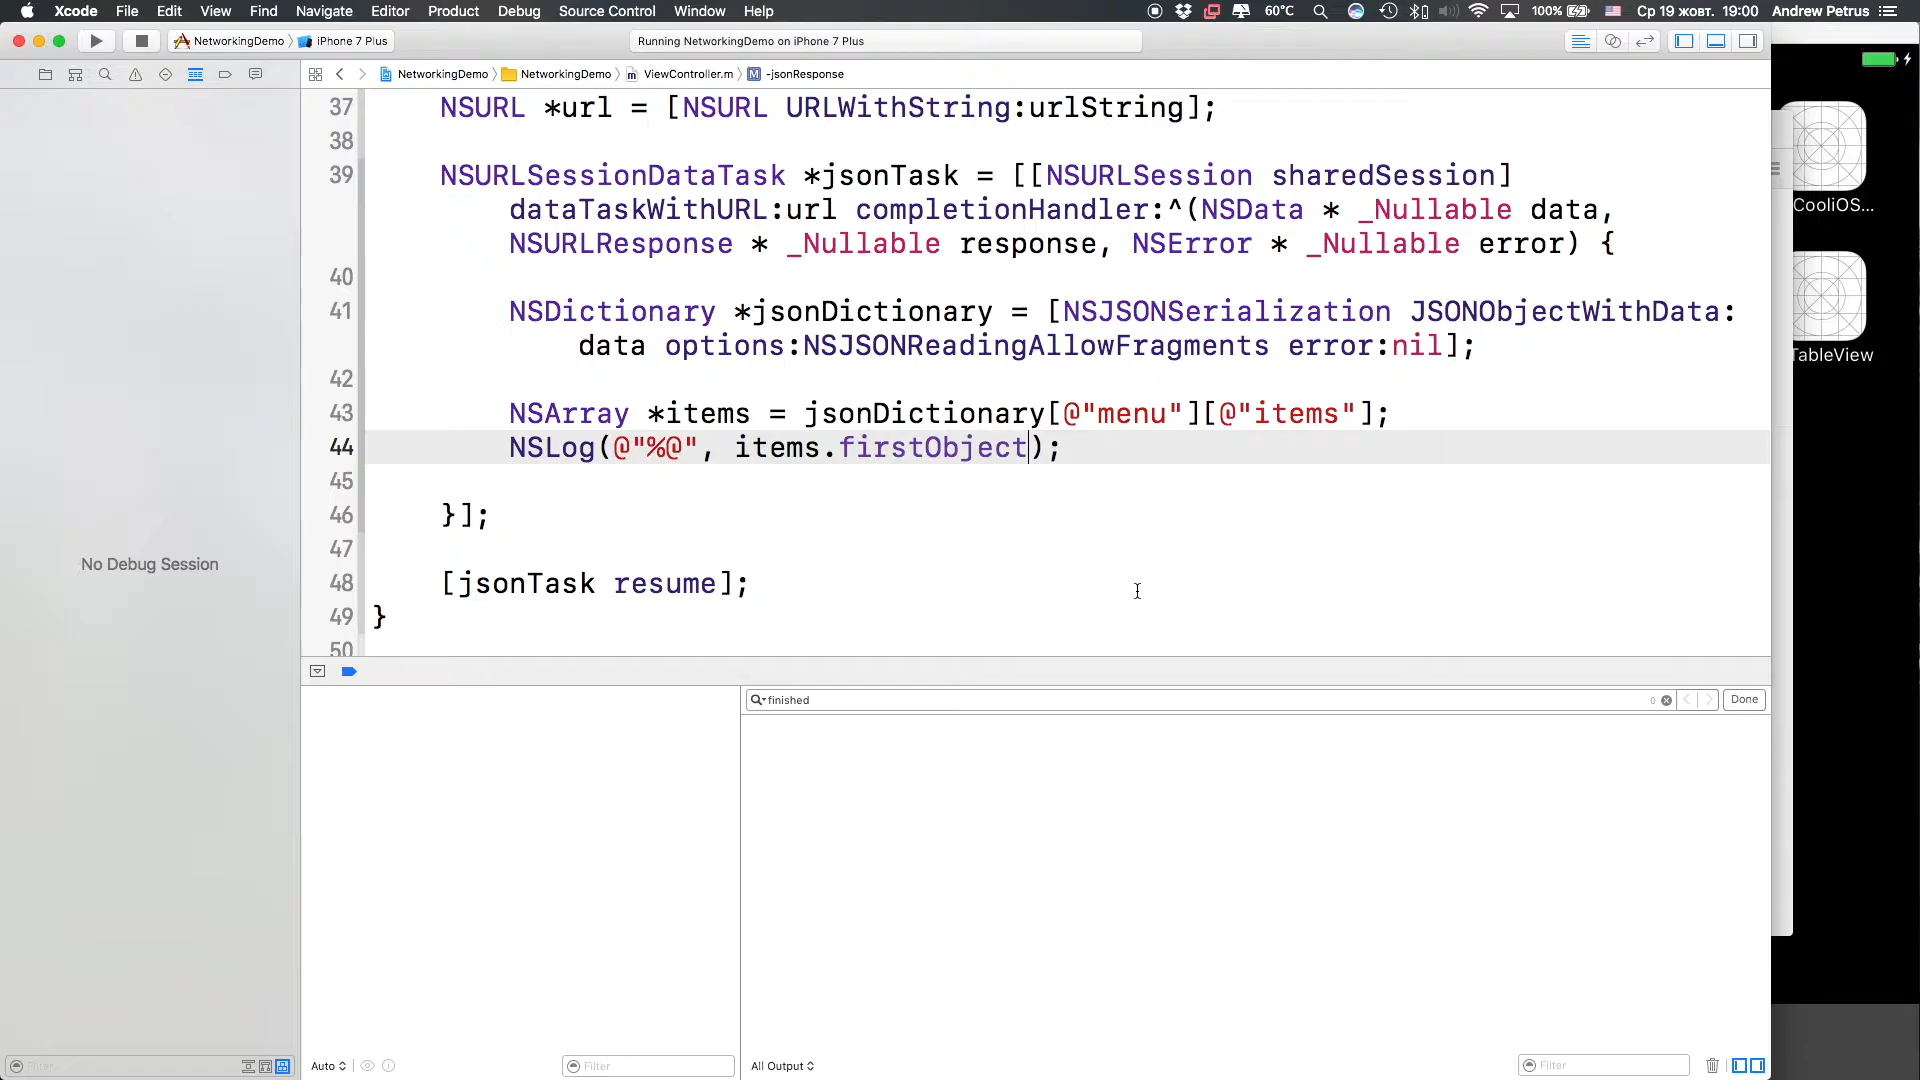 Xcode File Edit View Find Navigate Editor Product Debug Source Control Window Help 60°C 100% Ср 19 жовт. 19:00 Andrew Petrus
NetworkingDemo iPhone 7 Plus Running NetworkingDemo on iPhone 7 Plus
NetworkingDemo NetworkingDemo m ViewController.m M -jsonResponse
37 NSURL *url = [NSURL URLWithString:urlString];
38
39 NSURLSessionDataTask *jsonTask = [[NSURLSession sharedSession]
dataTaskWithURL:url completionHandler:^(NSData * _Nullable data,
NSURLResponse * _Nullable response, NSError * _Nullable error) {
40
41 NSDictionary *jsonDictionary = [NSJSONSerialization JSONObjectWithData:
data options:NSJSONReadingAllowFragments error:nil];
42
43 NSArray *items = jsonDictionary[@"menu"][@"items"];
44 NSLog(@"%@", items.firstObject);
45
46 }];
47
48 [jsonTask resume];
49 }
50
No Debug Session
CooliOS...
TableView
finished 0 Done
Filter Auto Filter All Output Filter